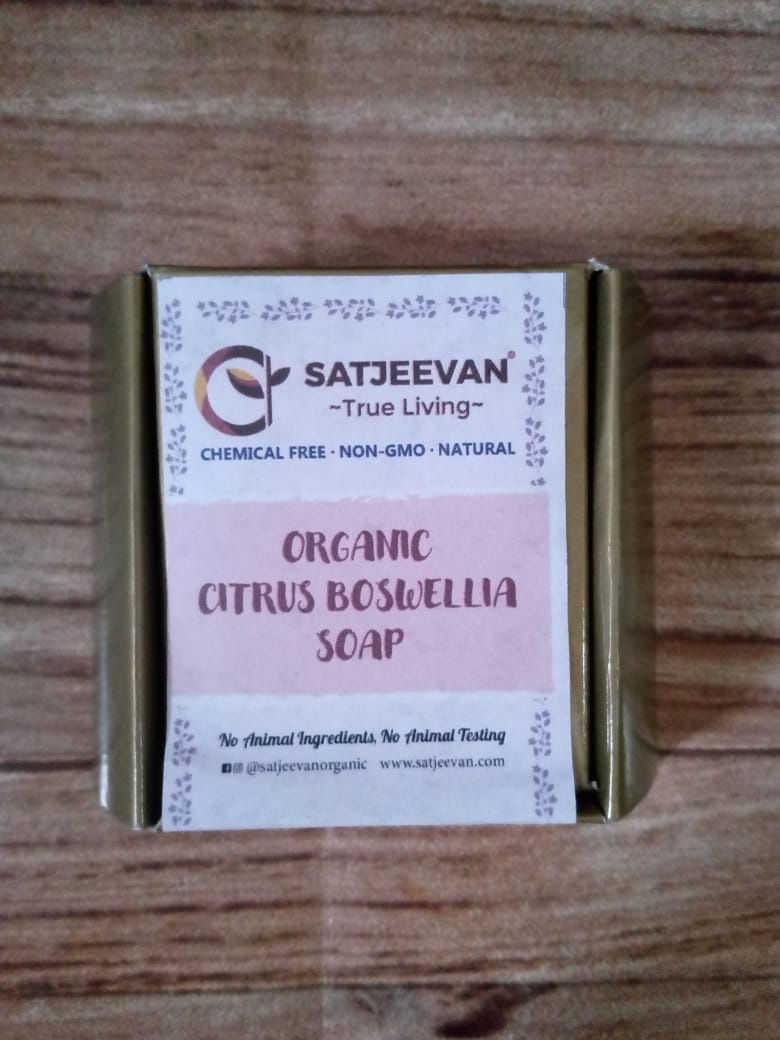 SATJEEVAN®
~True Living~
CHEMICAL FREE · NON-GMO · NATURAL
ORGANIC
CITRUS BOSWELLIA
SOAP
No Animal Ingredients, No Animal Testing
@satjeevanorganic www.satjeevan.com